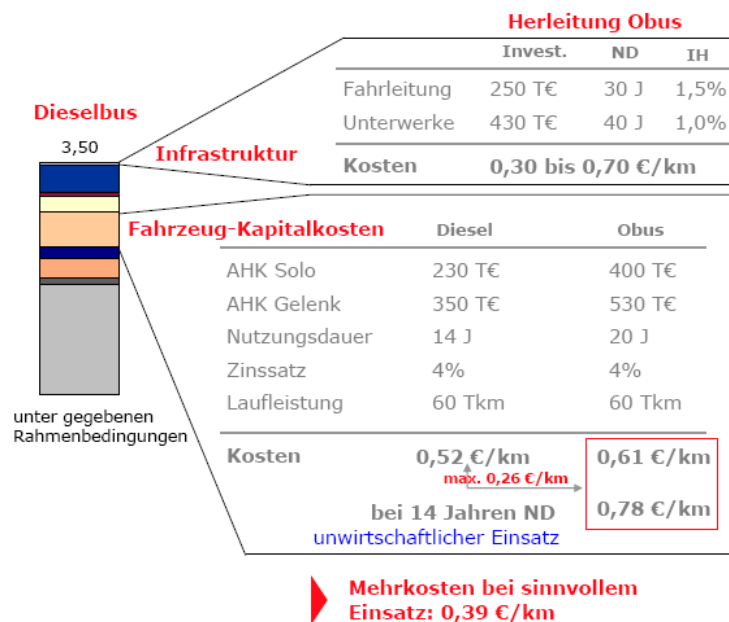 Herleitung Obus
Invest. ND IH
Fahrleitung 250 T€ 30 J 1,5%
Unterwerke 430 T€ 40 J 1,0%
Kosten 0,30 bis 0,70 €/km
Dieselbus
3,50
Infrastruktur
Fahrzeug-Kapitalkosten Diesel Obus
AHK Solo 230 T€ 400 T€
AHK Gelenk 350 T€ 530 T€
Nutzungsdauer 14 J 20 J
Zinssatz 4% 4%
Laufleistung 60 Tkm 60 Tkm
unter gegebenen
Rahmenbedingungen
Kosten 0,52 €/km 0,61 €/km
max. 0,26 €/km
bei 14 Jahren ND 0,78 €/km
unwirtschaftlicher Einsatz
Mehrkosten bei sinnvollem
Einsatz: 0,39 €/km